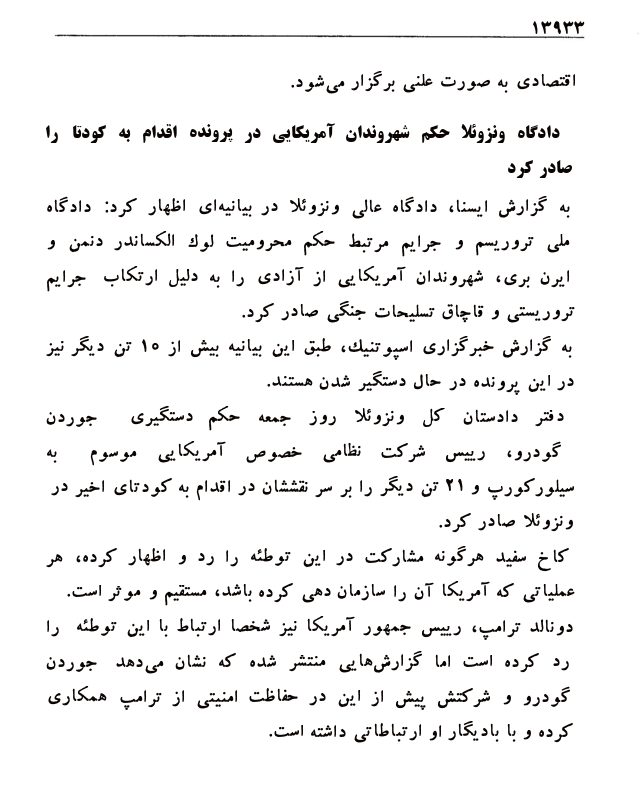 ۱۳۹۳۳
اقتصادی به صورت علنی برگزار می‌شود.
دادگاه ونزوئلا حکم شهروندان آمریکایی در پرونده اقدام به کودتا را
صادر کرد
به گزارش ایسنا، دادگاه عالی ونزوئلا در بیانیه‌ای اظهار کرد: دادگاه
ملی تروریسم و جرایم مرتبط حکم محرومیت لوك الکساندر دنمن و
ایرن بری، شهروندان آمریکایی از آزادی را به دلیل ارتکاب جرایم
تروریستی و قاچاق تسلیحات جنگی صادر کرد.
به گزارش خبرگزاری اسپوتنیك، طبق این بیانیه بیش از ۱۵ تن دیگر نیز
در این پرونده در حال دستگیر شدن هستند.
دفتر دادستان کل ونزوئلا روز جمعه حکم دستگیری جوردن
گودرو، رییس شرکت نظامی خصوص آمریکایی موسوم به
سیلورکورپ و ۲۱ تن دیگر را بر سر نقششان در اقدام به کودتای اخیر در
ونزوئلا صادر کرد.
کاخ سفید هرگونه مشارکت در این توطئه را رد و اظهار کرده، هر
عملیاتی که آمریکا آن را سازمان دهی کرده باشد، مستقیم و موثر است.
دونالد ترامپ، رییس جمهور آمریکا نیز شخصا ارتباط با این توطئه را
رد کرده است اما گزارش‌هایی منتشر شده که نشان می‌دهد جوردن
گودرو و شرکتش پیش از این در حفاظت امنیتی از ترامپ همکاری
کرده و با بادیگار او ارتباطاتی داشته است.